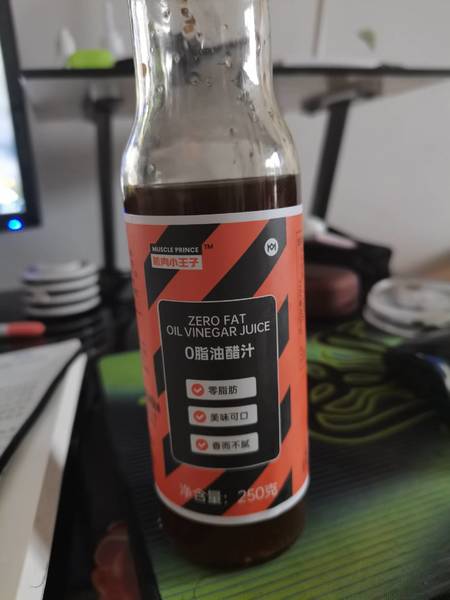 MUSCLE PRINCE TM
肌肉小王子
ZERO FAT
OIL VINEGAR JUICE
0脂油醋汁
零脂肪
美味可口
香而不腻
净含量：250克